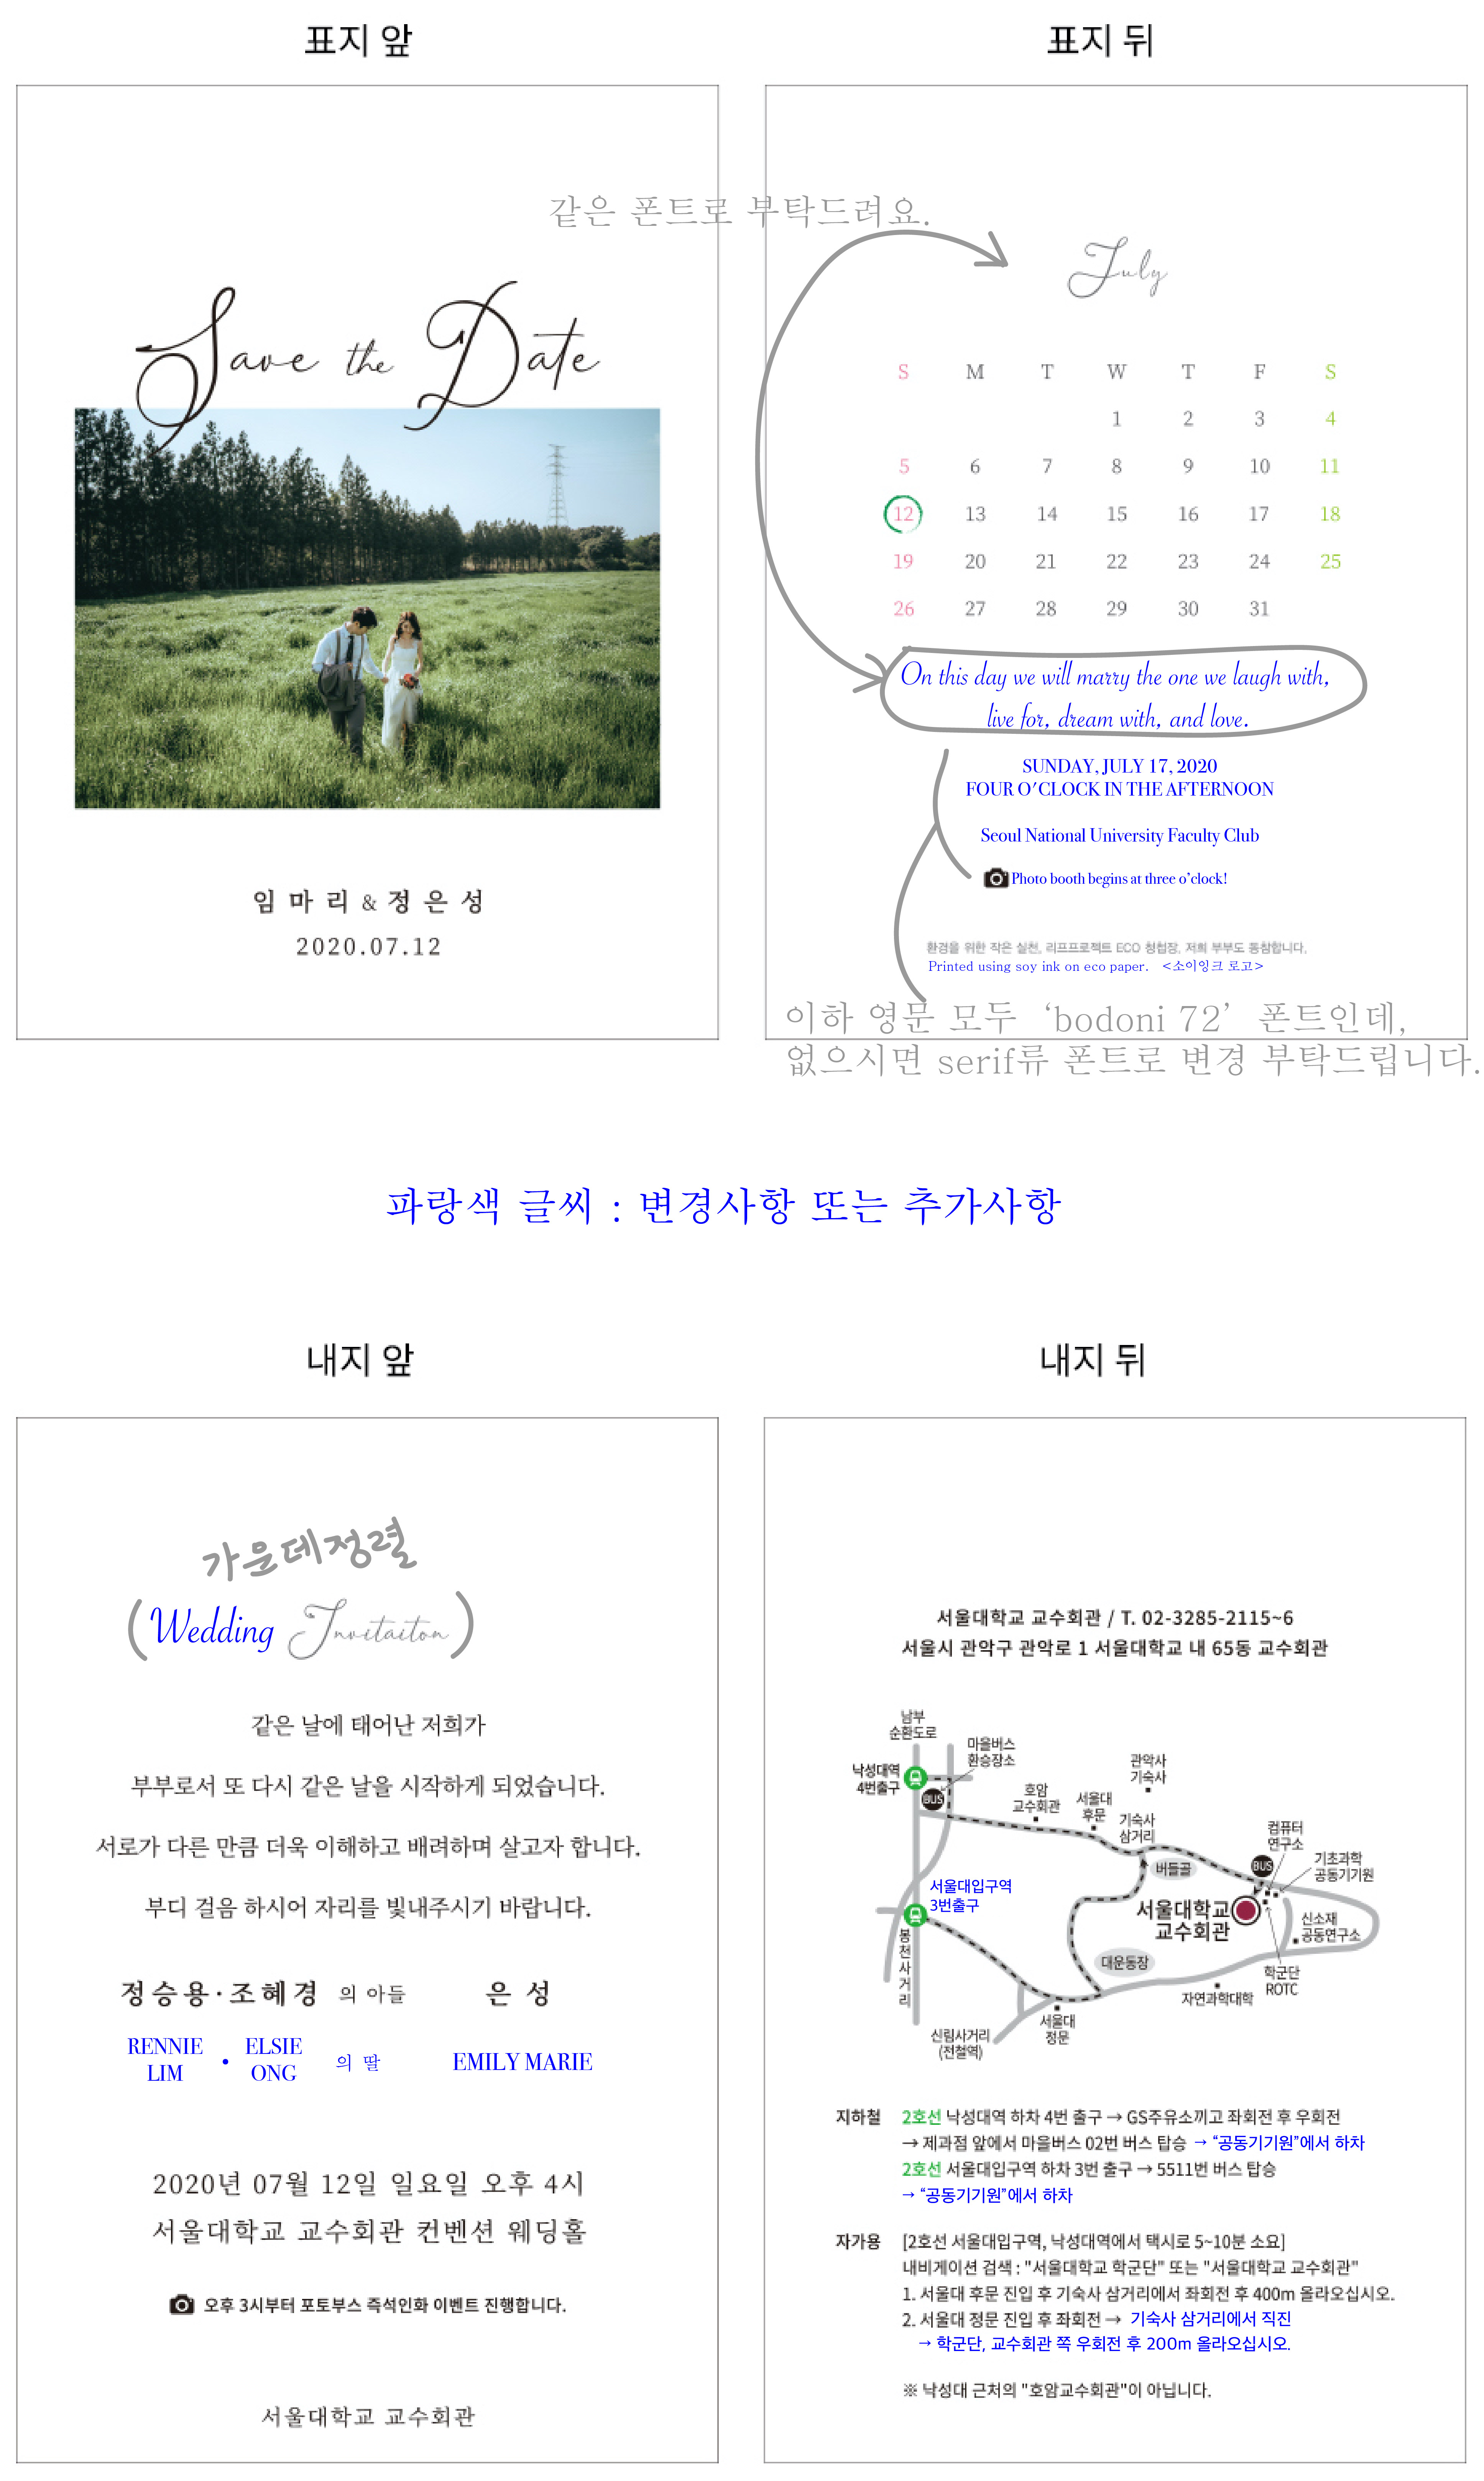 표지 앞
Save the Date
임 마 리 & 정 은 성
2020.07.12
표지 뒤
같은 폰트로 부탁드려요.
July
S M T W T F S
1 2 3 4
5 6 7 8 9 10 11
12 13 14 15 16 17 18
19 20 21 22 23 24 25
26 27 28 29 30 31
On this day we will marry the one we laugh with,
live for, dream with, and love.
SUNDAY, JULY 17, 2020
FOUR O'CLOCK IN THE AFTERNOON
Seoul National University Faculty Club
Photo booth begins at three o'clock!
환경을 위한 작은 실천, 리프프로젝트 ECO 청첩장, 저희 부부도 동참합니다.
Printed using soy ink on eco paper. <소이잉크 로고>
이하 영문 모두 ‘bodoni 72’ 폰트인데,
없으시면 serif류 폰트로 변경 부탁드립니다.
파랑색 글씨 : 변경사항 또는 추가사항
내지 앞
가운데정렬
(Wedding Invitaiton)
같은 날에 태어난 저희가
부부로서 또 다시 같은 날을 시작하게 되었습니다.
서로가 다른 만큼 더욱 이해하고 배려하며 살고자 합니다.
부디 걸음 하시어 자리를 빛내주시기 바랍니다.
정승용·조혜경 의 아들 은 성
RENNIE LIM • ELSIE ONG 의 딸 EMILY MARIE
2020년 07월 12일 일요일 오후 4시
서울대학교 교수회관 컨벤션 웨딩홀
오후 3시부터 포토부스 즉석인화 이벤트 진행합니다.
서울대학교 교수회관
내지 뒤
서울대학교 교수회관 / T. 02-3285-2115~6
서울시 관악구 관악로 1 서울대학교 내 65동 교수회관
남부
순환도로
마을버스
환승장소
낙성대역
4번출구
BUS
호암
교수회관
서울대
후문
관악사
기숙사
기숙사
삼거리
컴퓨터
연구소
기초과학
공동기기원
BUS
버들골
서울대입구역
3번출구
서울대학교
교수회관
신소재
공동연구소
봉천사거리
대운동장
학군단
ROTC
자연과학대학
서울대
정문
신림사거리
(전철역)
지하철 2호선 낙성대역 하차 4번 출구 → GS주유소끼고 좌회전 후 우회전
→ 제과점 앞에서 마을버스 02번 버스 탑승 → “공동기기원”에서 하차
2호선 서울대입구역 하차 3번 출구 → 5511번 버스 탑승
→ “공동기기원”에서 하차
자가용 [2호선 서울대입구역, 낙성대역에서 택시로 5~10분 소요]
내비게이션 검색 : "서울대학교 학군단" 또는 "서울대학교 교수회관"
1. 서울대 후문 진입 후 기숙사 삼거리에서 좌회전 후 400m 올라오십시오.
2. 서울대 정문 진입 후 좌회전 → 기숙사 삼거리에서 직진
→ 학군단, 교수회관 쪽 우회전 후 200m 올라오십시오.
※ 낙성대 근처의 "호암교수회관"이 아닙니다.